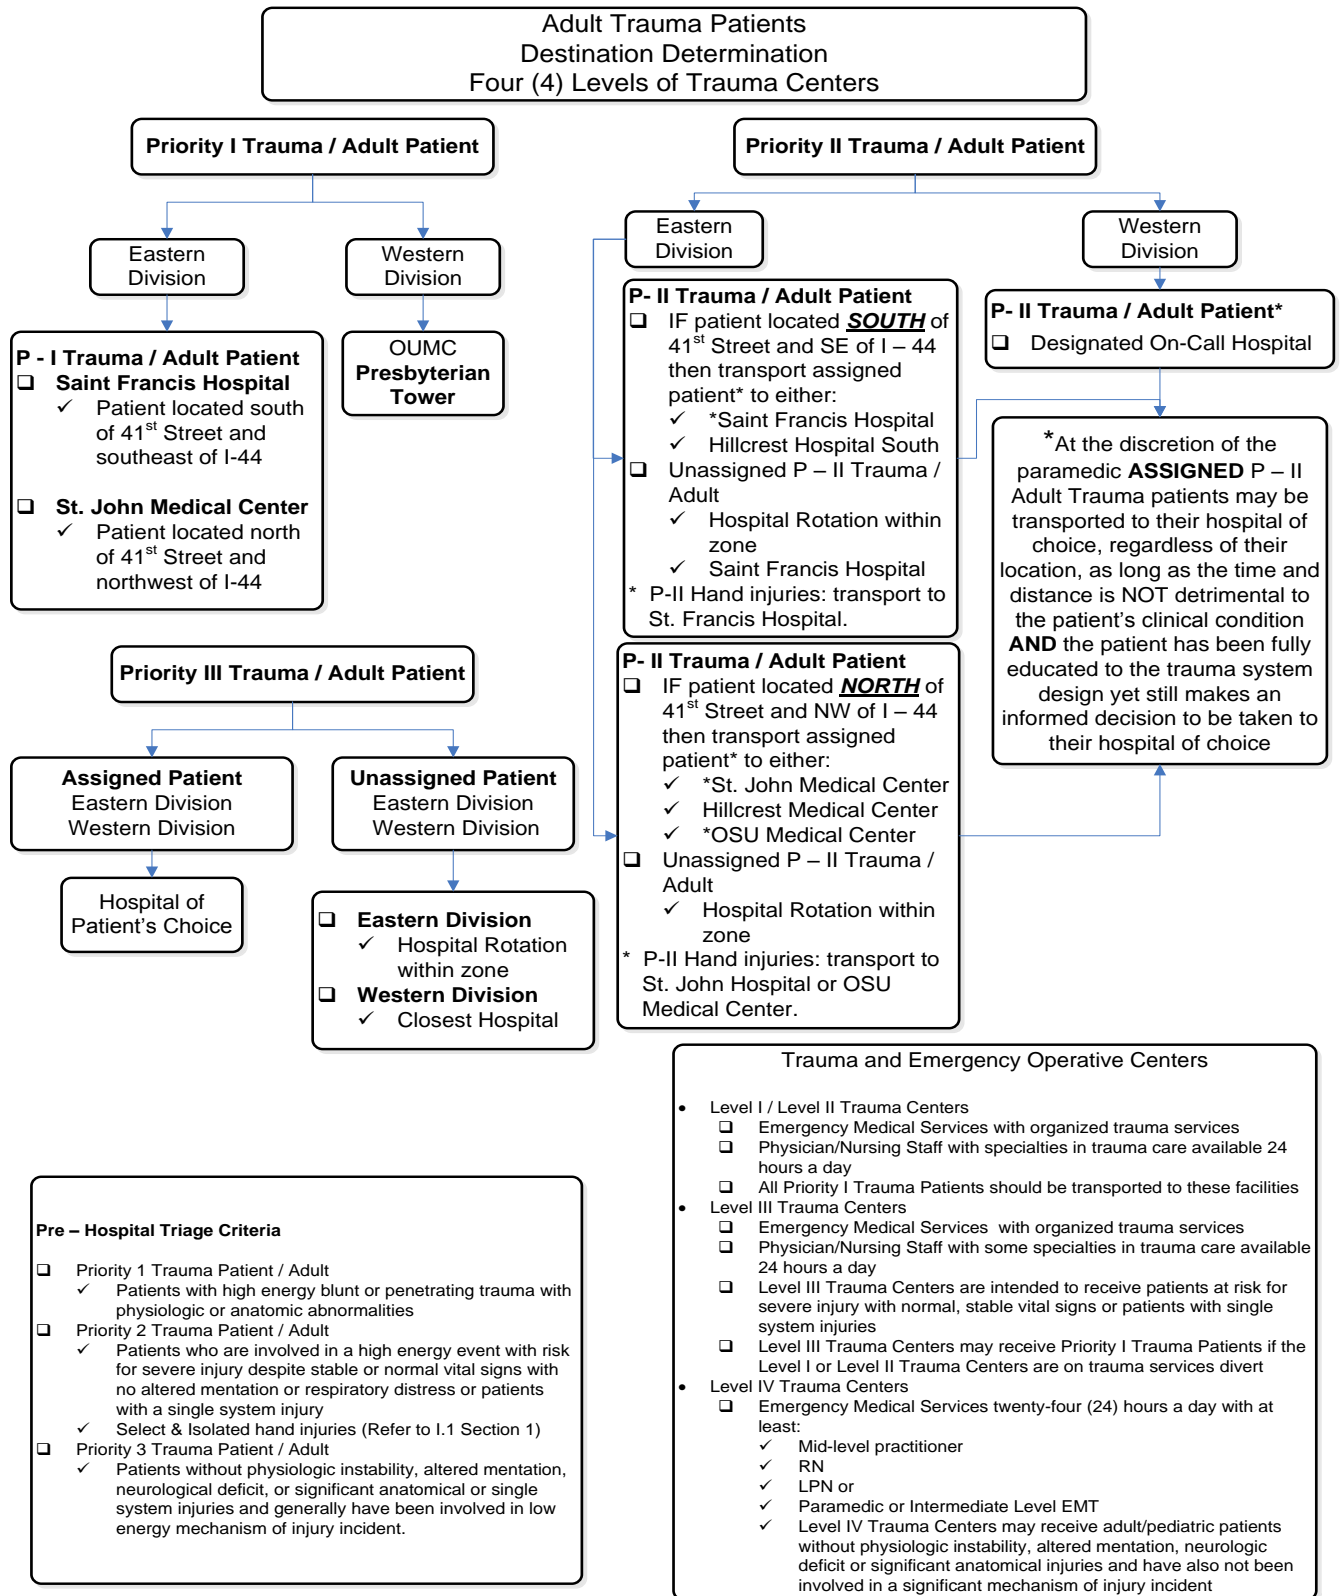 Adult Trauma Patients
Destination Determination
Four (4) Levels of Trauma Centers
Priority I Trauma / Adult Patient
Eastern
Division
Western
Division
P - I Trauma / Adult Patient
❑ Saint Francis Hospital
✓ Patient located south
of 41st Street and
southeast of I-44
❑ St. John Medical Center
✓ Patient located north
of 41st Street and
northwest of I-44
OUMC
Presbyterian
Tower
Priority II Trauma / Adult Patient
Eastern
Division
Western
Division
P- II Trauma / Adult Patient
❑ IF patient located SOUTH of
41st Street and SE of I – 44
then transport assigned
patient* to either:
✓ *Saint Francis Hospital
✓ Hillcrest Hospital South
❑ Unassigned P – II Trauma /
Adult
✓ Hospital Rotation within
zone
✓ Saint Francis Hospital
* P-II Hand injuries: transport to
St. Francis Hospital.
P- II Trauma / Adult Patient
❑ IF patient located NORTH of
41st Street and NW of I – 44
then transport assigned
patient* to either:
✓ *St. John Medical Center
✓ Hillcrest Medical Center
✓ *OSU Medical Center
❑ Unassigned P – II Trauma /
Adult
✓ Hospital Rotation within
zone
* P-II Hand injuries: transport to
St. John Hospital or OSU
Medical Center.
P- II Trauma / Adult Patient*
❑ Designated On-Call Hospital
*At the discretion of the
paramedic ASSIGNED P – II
Adult Trauma patients may be
transported to their hospital of
choice, regardless of their
location, as long as the time and
distance is NOT detrimental to
the patient's clinical condition
AND the patient has been fully
educated to the trauma system
design yet still makes an
informed decision to be taken to
their hospital of choice
Priority III Trauma / Adult Patient
Assigned Patient
Eastern Division
Western Division
Hospital of
Patient's Choice
Unassigned Patient
Eastern Division
Western Division
❑ Eastern Division
✓ Hospital Rotation
within zone
❑ Western Division
✓ Closest Hospital
Pre – Hospital Triage Criteria
❑ Priority 1 Trauma Patient / Adult
✓ Patients with high energy blunt or penetrating trauma with
physiologic or anatomic abnormalities
❑ Priority 2 Trauma Patient / Adult
✓ Patients who are involved in a high energy event with risk
for severe injury despite stable or normal vital signs with
no altered mentation or respiratory distress or patients
with a single system injury
✓ Select & Isolated hand injuries (Refer to I.1 Section 1)
❑ Priority 3 Trauma Patient / Adult
✓ Patients without physiologic instability, altered mentation,
neurological deficit, or significant anatomical or single
system injuries and generally have been involved in low
energy mechanism of injury incident.
Trauma and Emergency Operative Centers
• Level I / Level II Trauma Centers
❑ Emergency Medical Services with organized trauma services
❑ Physician/Nursing Staff with specialties in trauma care available 24
hours a day
❑ All Priority I Trauma Patients should be transported to these facilities
• Level III Trauma Centers
❑ Emergency Medical Services with organized trauma services
❑ Physician/Nursing Staff with some specialties in trauma care available
24 hours a day
❑ Level III Trauma Centers are intended to receive patients at risk for
severe injury with normal, stable vital signs or patients with single
system injuries
❑ Level III Trauma Centers may receive Priority I Trauma Patients if the
Level I or Level II Trauma Centers are on trauma services divert
• Level IV Trauma Centers
❑ Emergency Medical Services twenty-four (24) hours a day with at
least:
✓ Mid-level practitioner
✓ RN
✓ LPN or
✓ Paramedic or Intermediate Level EMT
✓ Level IV Trauma Centers may receive adult/pediatric patients
without physiologic instability, altered mentation, neurologic
deficit or significant anatomical injuries and have also not been
involved in a significant mechanism of injury incident